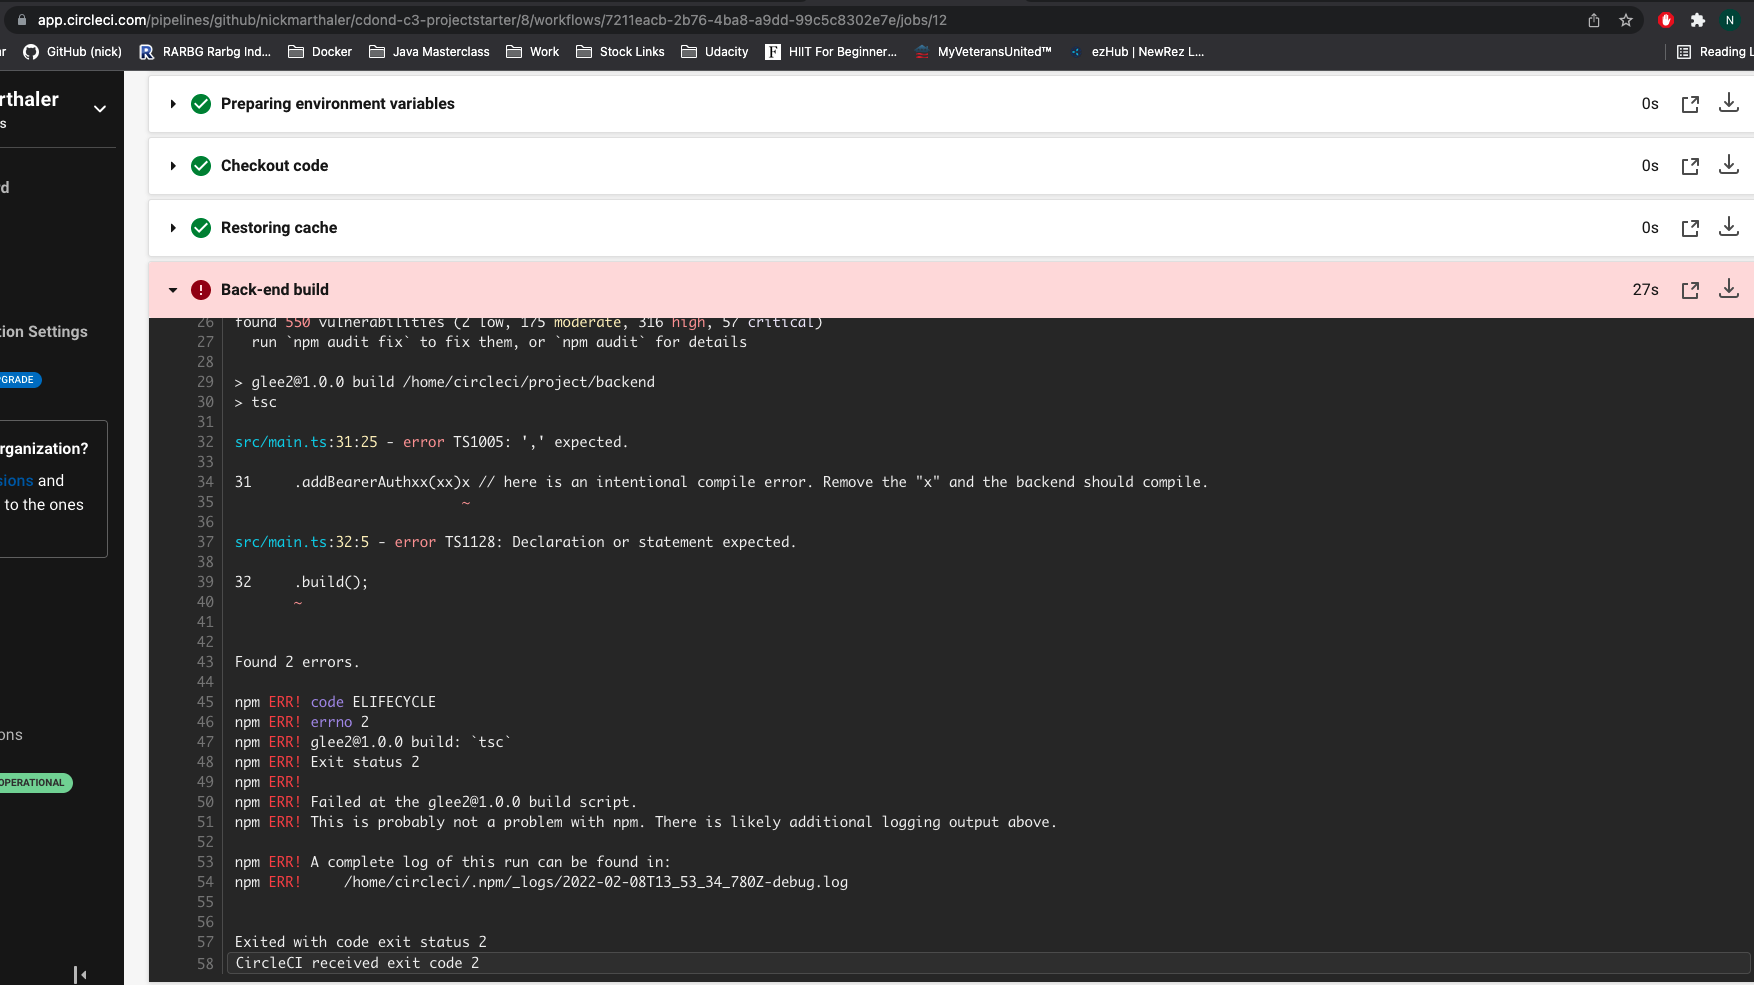 app.circleci.com/pipelines/github/nickmarthaler/cdond-c3-projectstarter/8/workflows/7211eacb-2b76-4ba8-a9dd-99c5c8302e7e/jobs/12
N
r GitHub (nick) RARBG Rarbg Ind... Docker Java Masterclass Work Stock Links Udacity F HIIT For Beginner... MyVeteransUnited™ ezHub | NewRez L... Reading L
rthaler
s
d
ion Settings
GRADE
rganization?
sions and
to the ones
ons
OPERATIONAL
Preparing environment variables 0s
Checkout code 0s
Restoring cache 0s
Back-end build 27s
26 found 550 vulnerabilities (2 low, 175 moderate, 316 high, 57 critical)
27 run `npm audit fix` to fix them, or `npm audit` for details
28
29 > glee2@1.0.0 build /home/circleci/project/backend
30 > tsc
31
32 src/main.ts:31:25 - error TS1005: ',' expected.
33
34 31 .addBearerAuthxx(xx)x // here is an intentional compile error. Remove the "x" and the backend should compile.
35 ~
36
37 src/main.ts:32:5 - error TS1128: Declaration or statement expected.
38
39 32 .build();
40 ~
41
42
43 Found 2 errors.
44
45 npm ERR! code ELIFECYCLE
46 npm ERR! errno 2
47 npm ERR! glee2@1.0.0 build: `tsc`
48 npm ERR! Exit status 2
49 npm ERR!
50 npm ERR! Failed at the glee2@1.0.0 build script.
51 npm ERR! This is probably not a problem with npm. There is likely additional logging output above.
52
53 npm ERR! A complete log of this run can be found in:
54 npm ERR! /home/circleci/.npm/_logs/2022-02-08T13_53_34_780Z-debug.log
55
56
57 Exited with code exit status 2
58 CircleCI received exit code 2